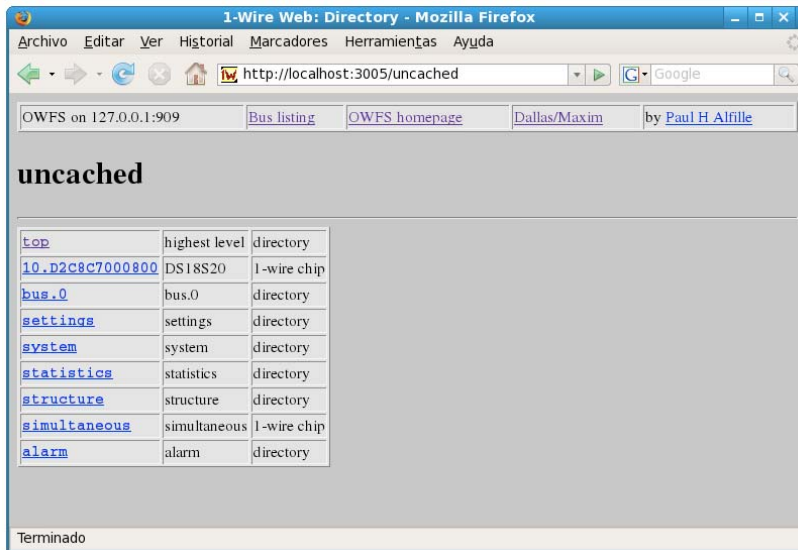 1-Wire Web: Directory - Mozilla Firefox
Archivo Editar Ver Historial Marcadores Herramientas Ayuda
http://localhost:3005/uncached Google
OWFS on 127.0.0.1:909 Bus listing OWFS homepage Dallas/Maxim by Paul H Alfille
uncached
top highest level directory
10.D2C8C7000800 DS18S20 1-wire chip
bus.0 bus.0 directory
settings settings directory
system system directory
statistics statistics directory
structure structure directory
simultaneous simultaneous 1-wire chip
alarm alarm directory
Terminado